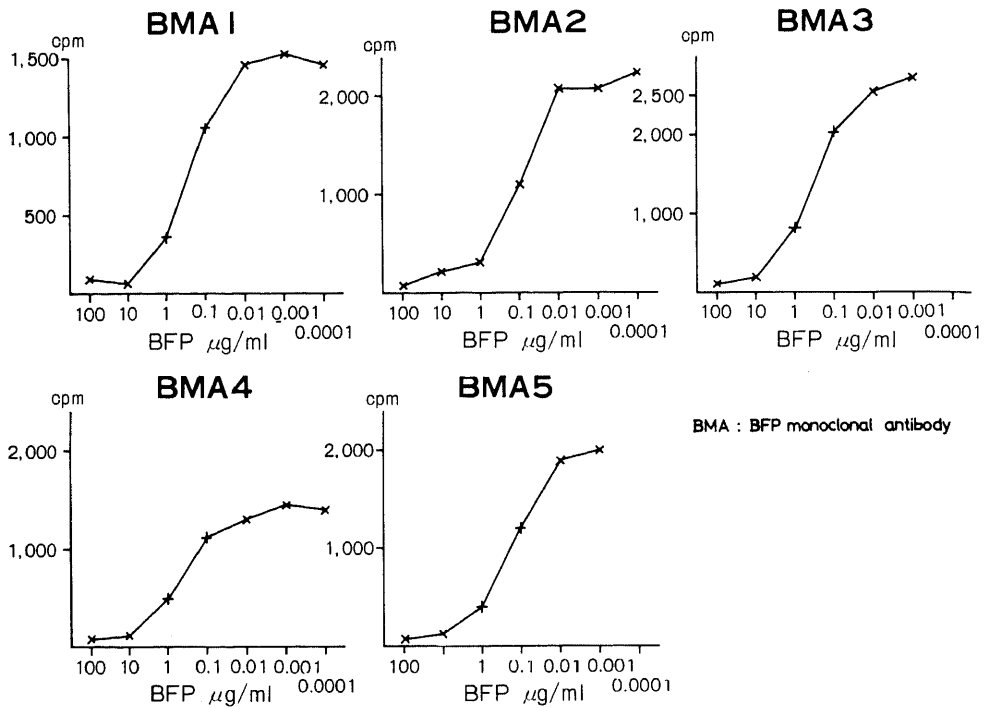 BMA1
cpm
1,500
1,000
500
100 10 1 0.1 0.01 0.001
0.0001
BFP μg/ml
BMA2
cpm
2,000
1,000
100 10 1 0.1 0.01 0.001
0.0001
BFP μg/ml
BMA3
cpm
2,500
2,000
1,000
100 10 1 0.1 0.01 0.001
0.0001
BFP μg/ml
BMA4
cpm
2,000
1,000
100 10 1 0.1 0.01 0.001
0.0001
BFP μg/ml
BMA5
cpm
2,000
1,000
100 1 0.1 0.01 0.001
0.0001
BFP μg/ml
BMA : BFP monoclonal antibody